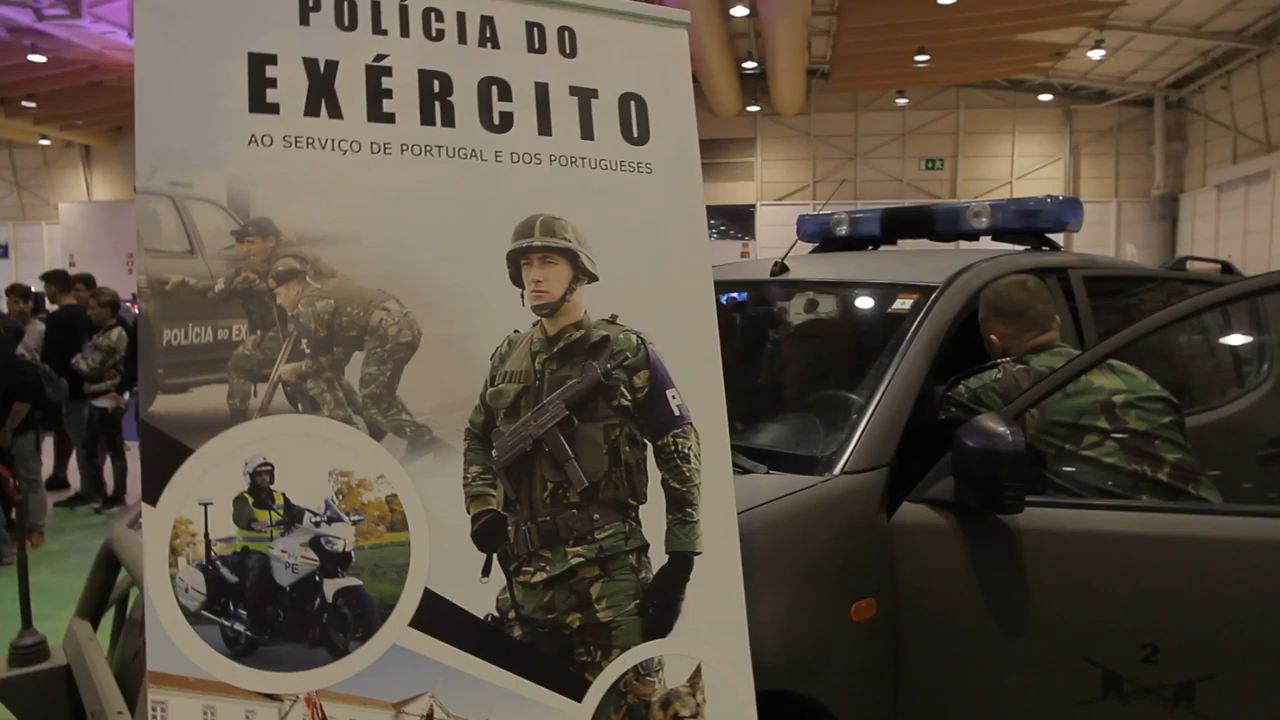 POLÍCIA DO
EXÉRCITO
AO SERVIÇO DE PORTUGAL E DOS PORTUGUESES
POLÍCIA DO EX
P
PE
2